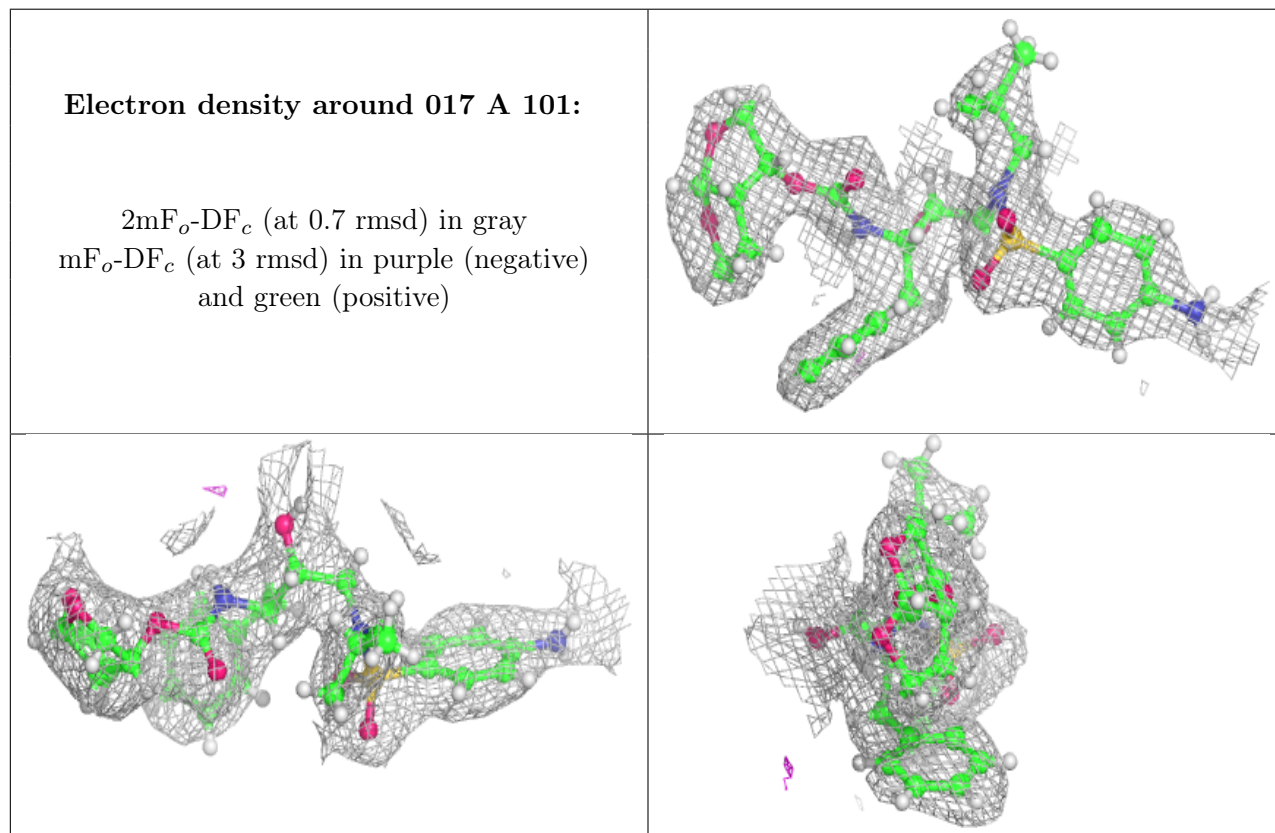 Electron density around 017 A 101:
2mFo-DFc (at 0.7 rmsd) in gray
mFo-DFc (at 3 rmsd) in purple (negative)
and green (positive)